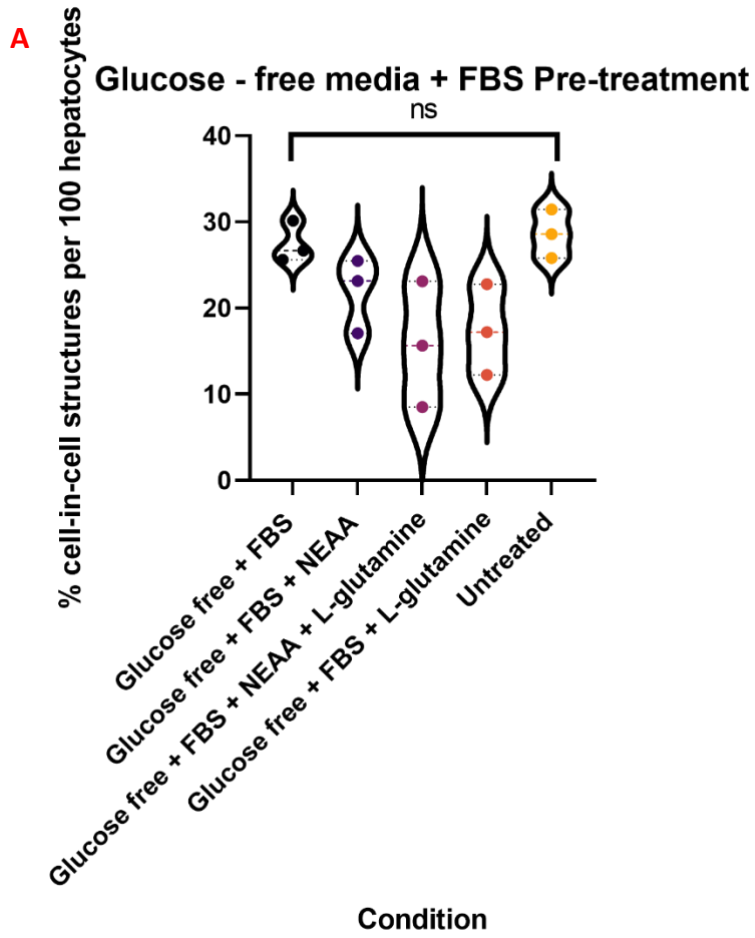 A
Glucose - free media + FBS Pre-treatment
ns
% cell-in-cell structures per 100 hepatocytes
40
30
20
10
0
Glucose free + FBS
Glucose free + FBS + NEAA
Glucose free + FBS + NEAA + L-glutamine
Glucose free + FBS + L-glutamine
Untreated
Condition